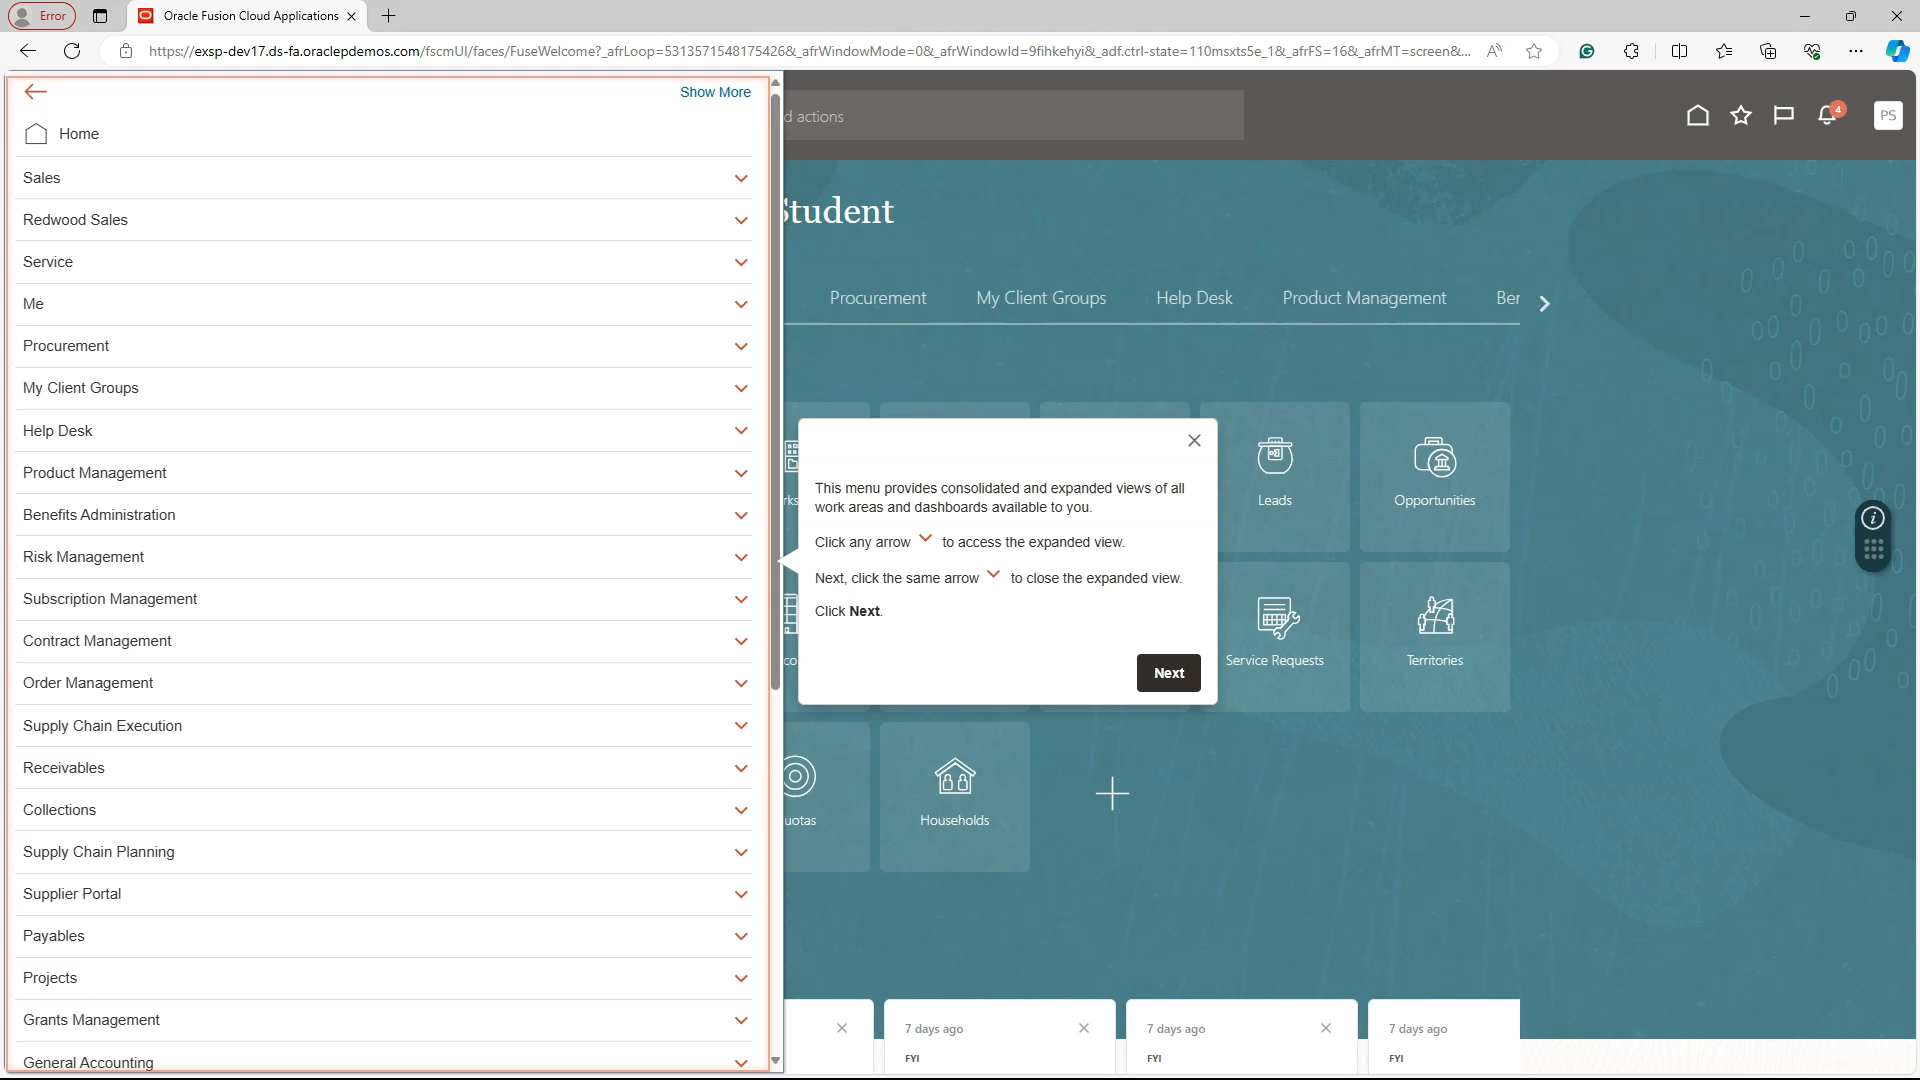 Error
Oracle Fusion Cloud Applications
https://exsp-dev17.ds-fa.oraclepdemos.com/fscmUI/faces/FuseWelcome?_afrLoop=5313571548175426&_afrWindowMode=0&_afrWindowId=9fihkehyi&_adf.ctrl-state=110msxts5e_1&_afrFS=16&_afrMT=screen&_...
Show More
d actions
4
PS
Home
Sales
Redwood Sales
Service
Me
Procurement
My Client Groups
Help Desk
Product Management
Benefits Administration
Risk Management
Subscription Management
Contract Management
Order Management
Supply Chain Execution
Receivables
Collections
Supply Chain Planning
Supplier Portal
Payables
Projects
Grants Management
General Accounting
Student
Procurement
My Client Groups
Help Desk
Product Management
Ber
This menu provides consolidated and expanded views of all
work areas and dashboards available to you.
Click any arrow to access the expanded view.
Next, click the same arrow to close the expanded view.
Click Next.
Next
rks
Leads
Opportunities
co
Service Requests
Territories
uotas
Households
7 days ago
FYI
7 days ago
FYI
7 days ago
FYI